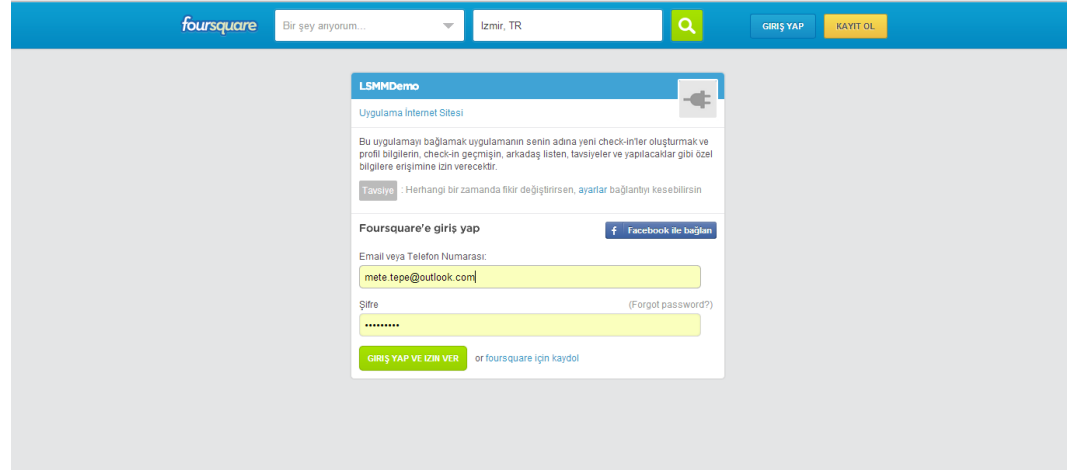 foursquare Bir şey arıyorum... Izmir, TR GİRİŞ YAP KAYIT OL
LSMMDemo
Uygulama İnternet Sitesi
Bu uygulamayı bağlamak uygulamanın senin adına yeni check-in'ler oluşturmak ve
profil bilgilerin, check-in geçmişin, arkadaş listen, tavsiyeler ve yapılacaklar gibi özel
bilgilere erişimine izin verecektir.
Tavsiye : Herhangi bir zamanda fikir değiştirirsen, ayarlar bağlantıyı kesebilirsin
Foursquare'e giriş yap
f Facebook ile bağlan
Email veya Telefon Numarası:
mete.tepe@outlook.com
Şifre (Forgot password?)
•••••••••
GIRIŞ YAP VE IZIN VER or foursquare için kaydol